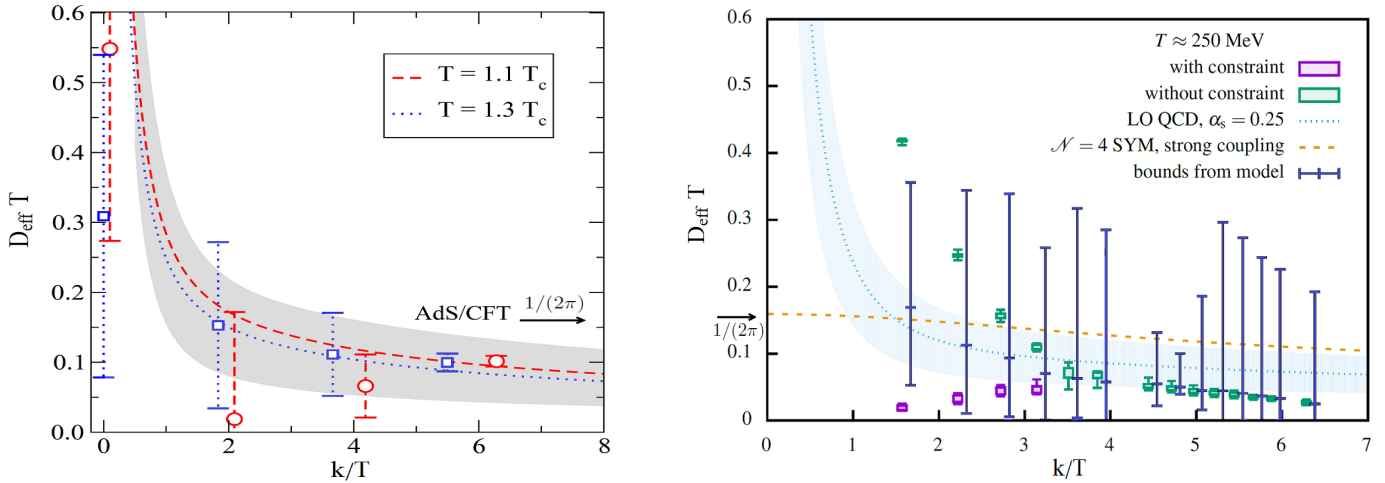 0.6
0.5
0.4
0.3
0.2
0.1
0.0
D_eff T
T = 1.1 T_c
T = 1.3 T_c
AdS/CFT 1/(2π)
0 2 4 6 8
k/T
0.6
0.5
0.4
0.3
0.2
0.1
0
D_eff T
1/(2π)
T ≈ 250 MeV
with constraint
without constraint
LO QCD, α_s = 0.25
𝒩 = 4 SYM, strong coupling
bounds from model
0 1 2 3 4 5 6 7
k/T